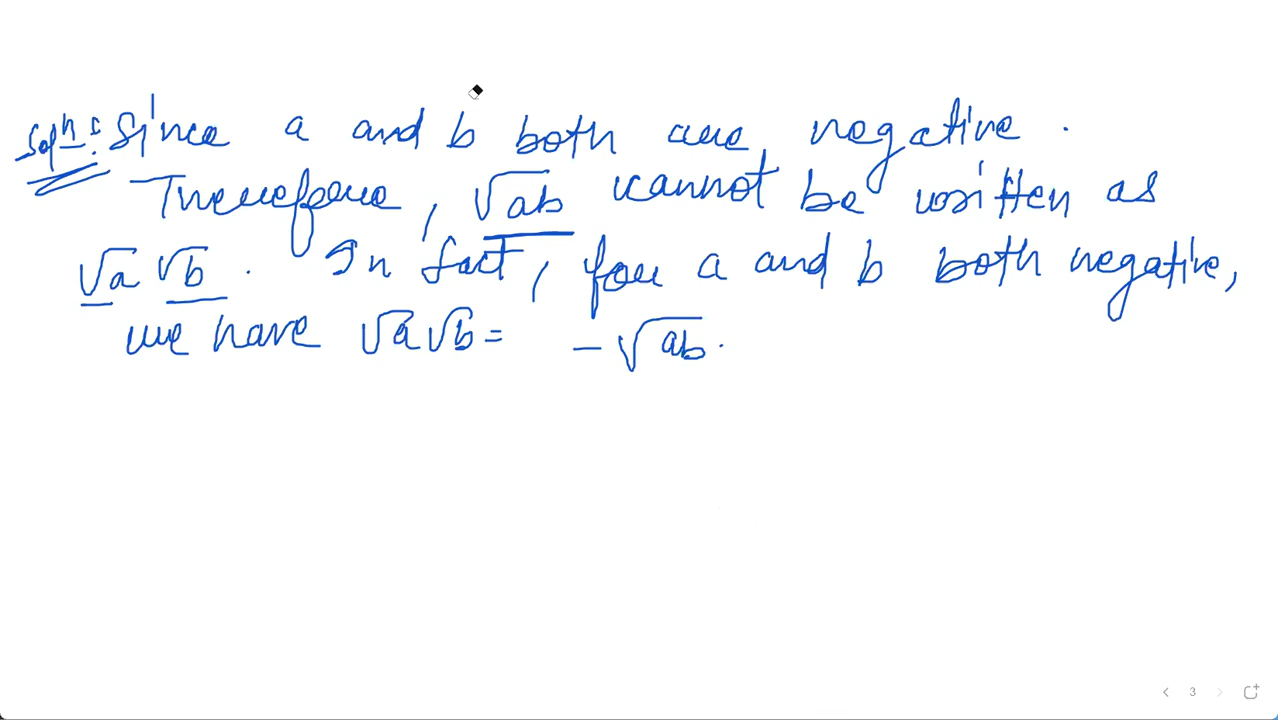 Solⁿ: Since a and b both are negative.
Therefore, √ab cannot be written as
√a √b. In fact, for a and b both negative,
we have √a√b = -√ab.
3